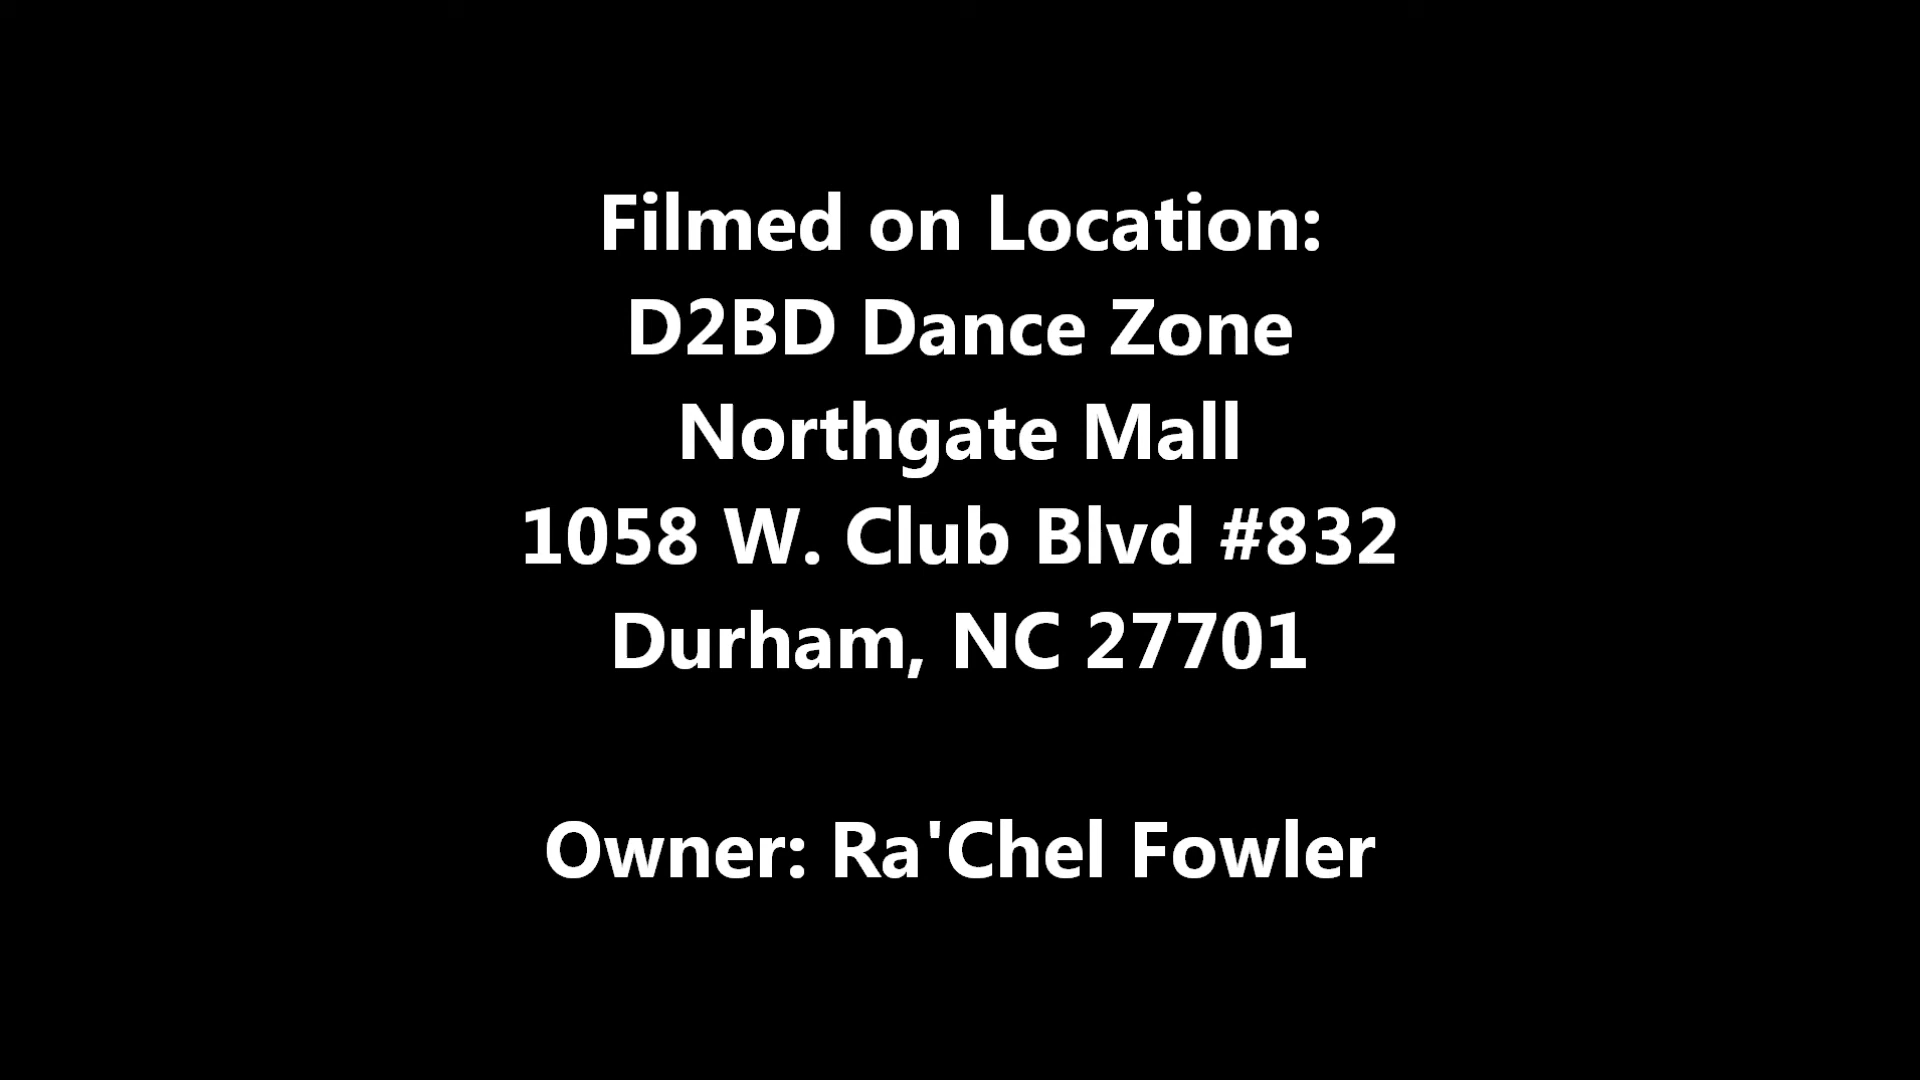 Filmed on Location:
D2BD Dance Zone
Northgate Mall
1058 W. Club Blvd #832
Durham, NC 27701
Owner: Ra'Chel Fowler